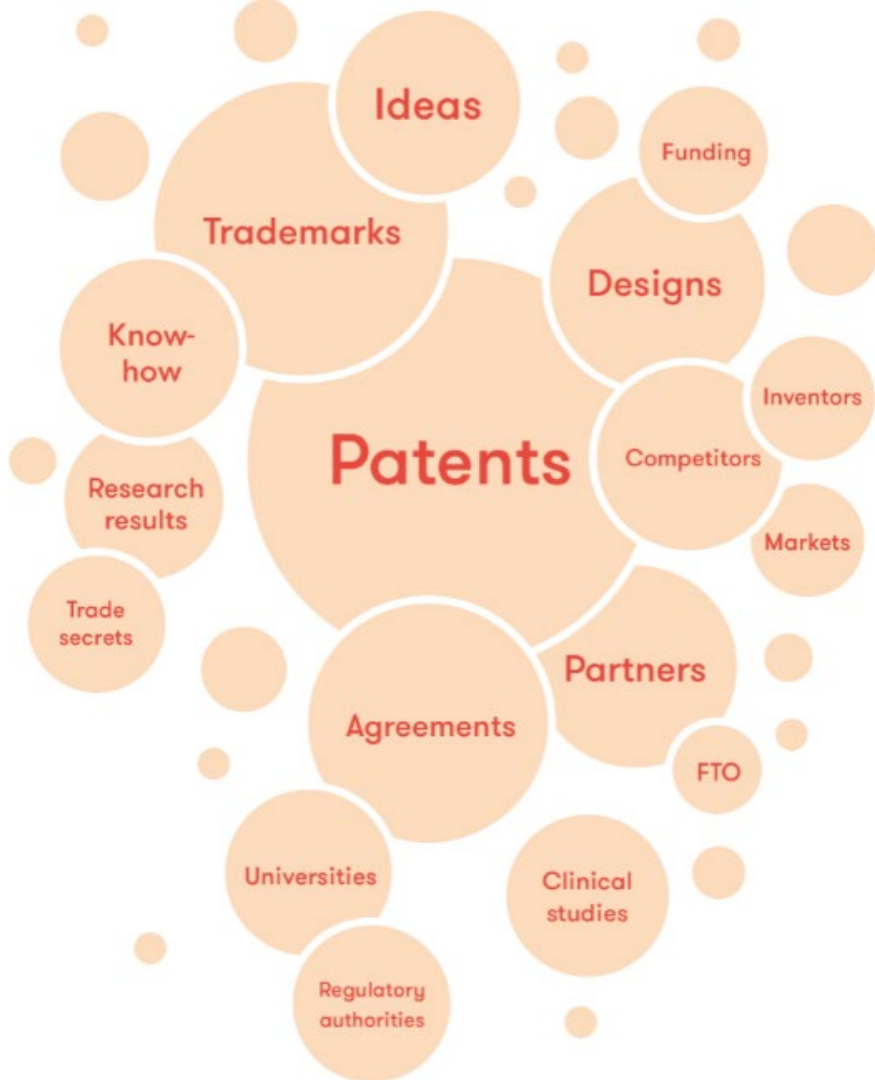 Ideas
Funding
Trademarks
Designs
Know-
how
Inventors
Patents
Competitors
Research
results
Markets
Trade
secrets
Partners
Agreements
FTO
Universities
Clinical
studies
Regulatory
authorities